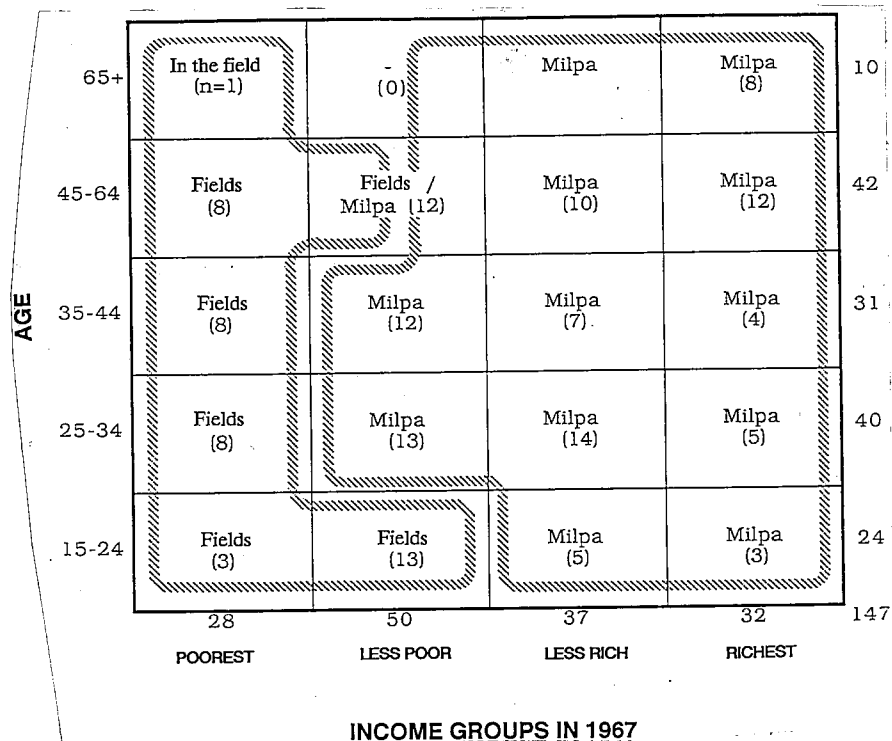 65+ In the field - Milpa Milpa 10
(n=1) (0) (8)
45-64 Fields Fields / Milpa Milpa 42
(8) Milpa (12) (10) (12)
AGE
35-44 Fields Milpa Milpa Milpa 31
(8) (12) (7) (4)
25-34 Fields Milpa Milpa Milpa 40
(8) (13) (14) (5)
15-24 Fields Fields Milpa Milpa 24
(3) (13) (5) (3)
28 50 37 32 147
POOREST LESS POOR LESS RICH RICHEST
INCOME GROUPS IN 1967